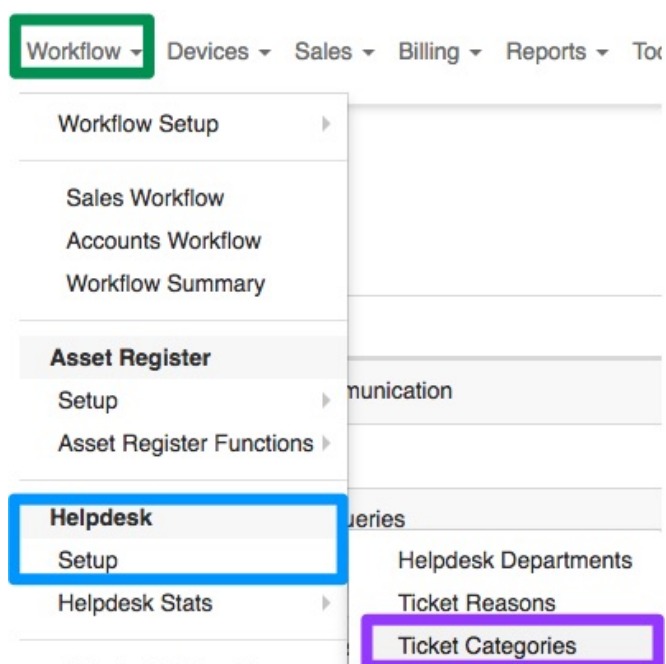 Workflow Devices Sales Billing Reports
Workflow Setup
Sales Workflow
Accounts Workflow
Workflow Summary
Asset Register
Setup
munication
Asset Register Functions
Helpdesk
ueries
Setup
Helpdesk Departments
Helpdesk Stats
Ticket Reasons
Ticket Categories